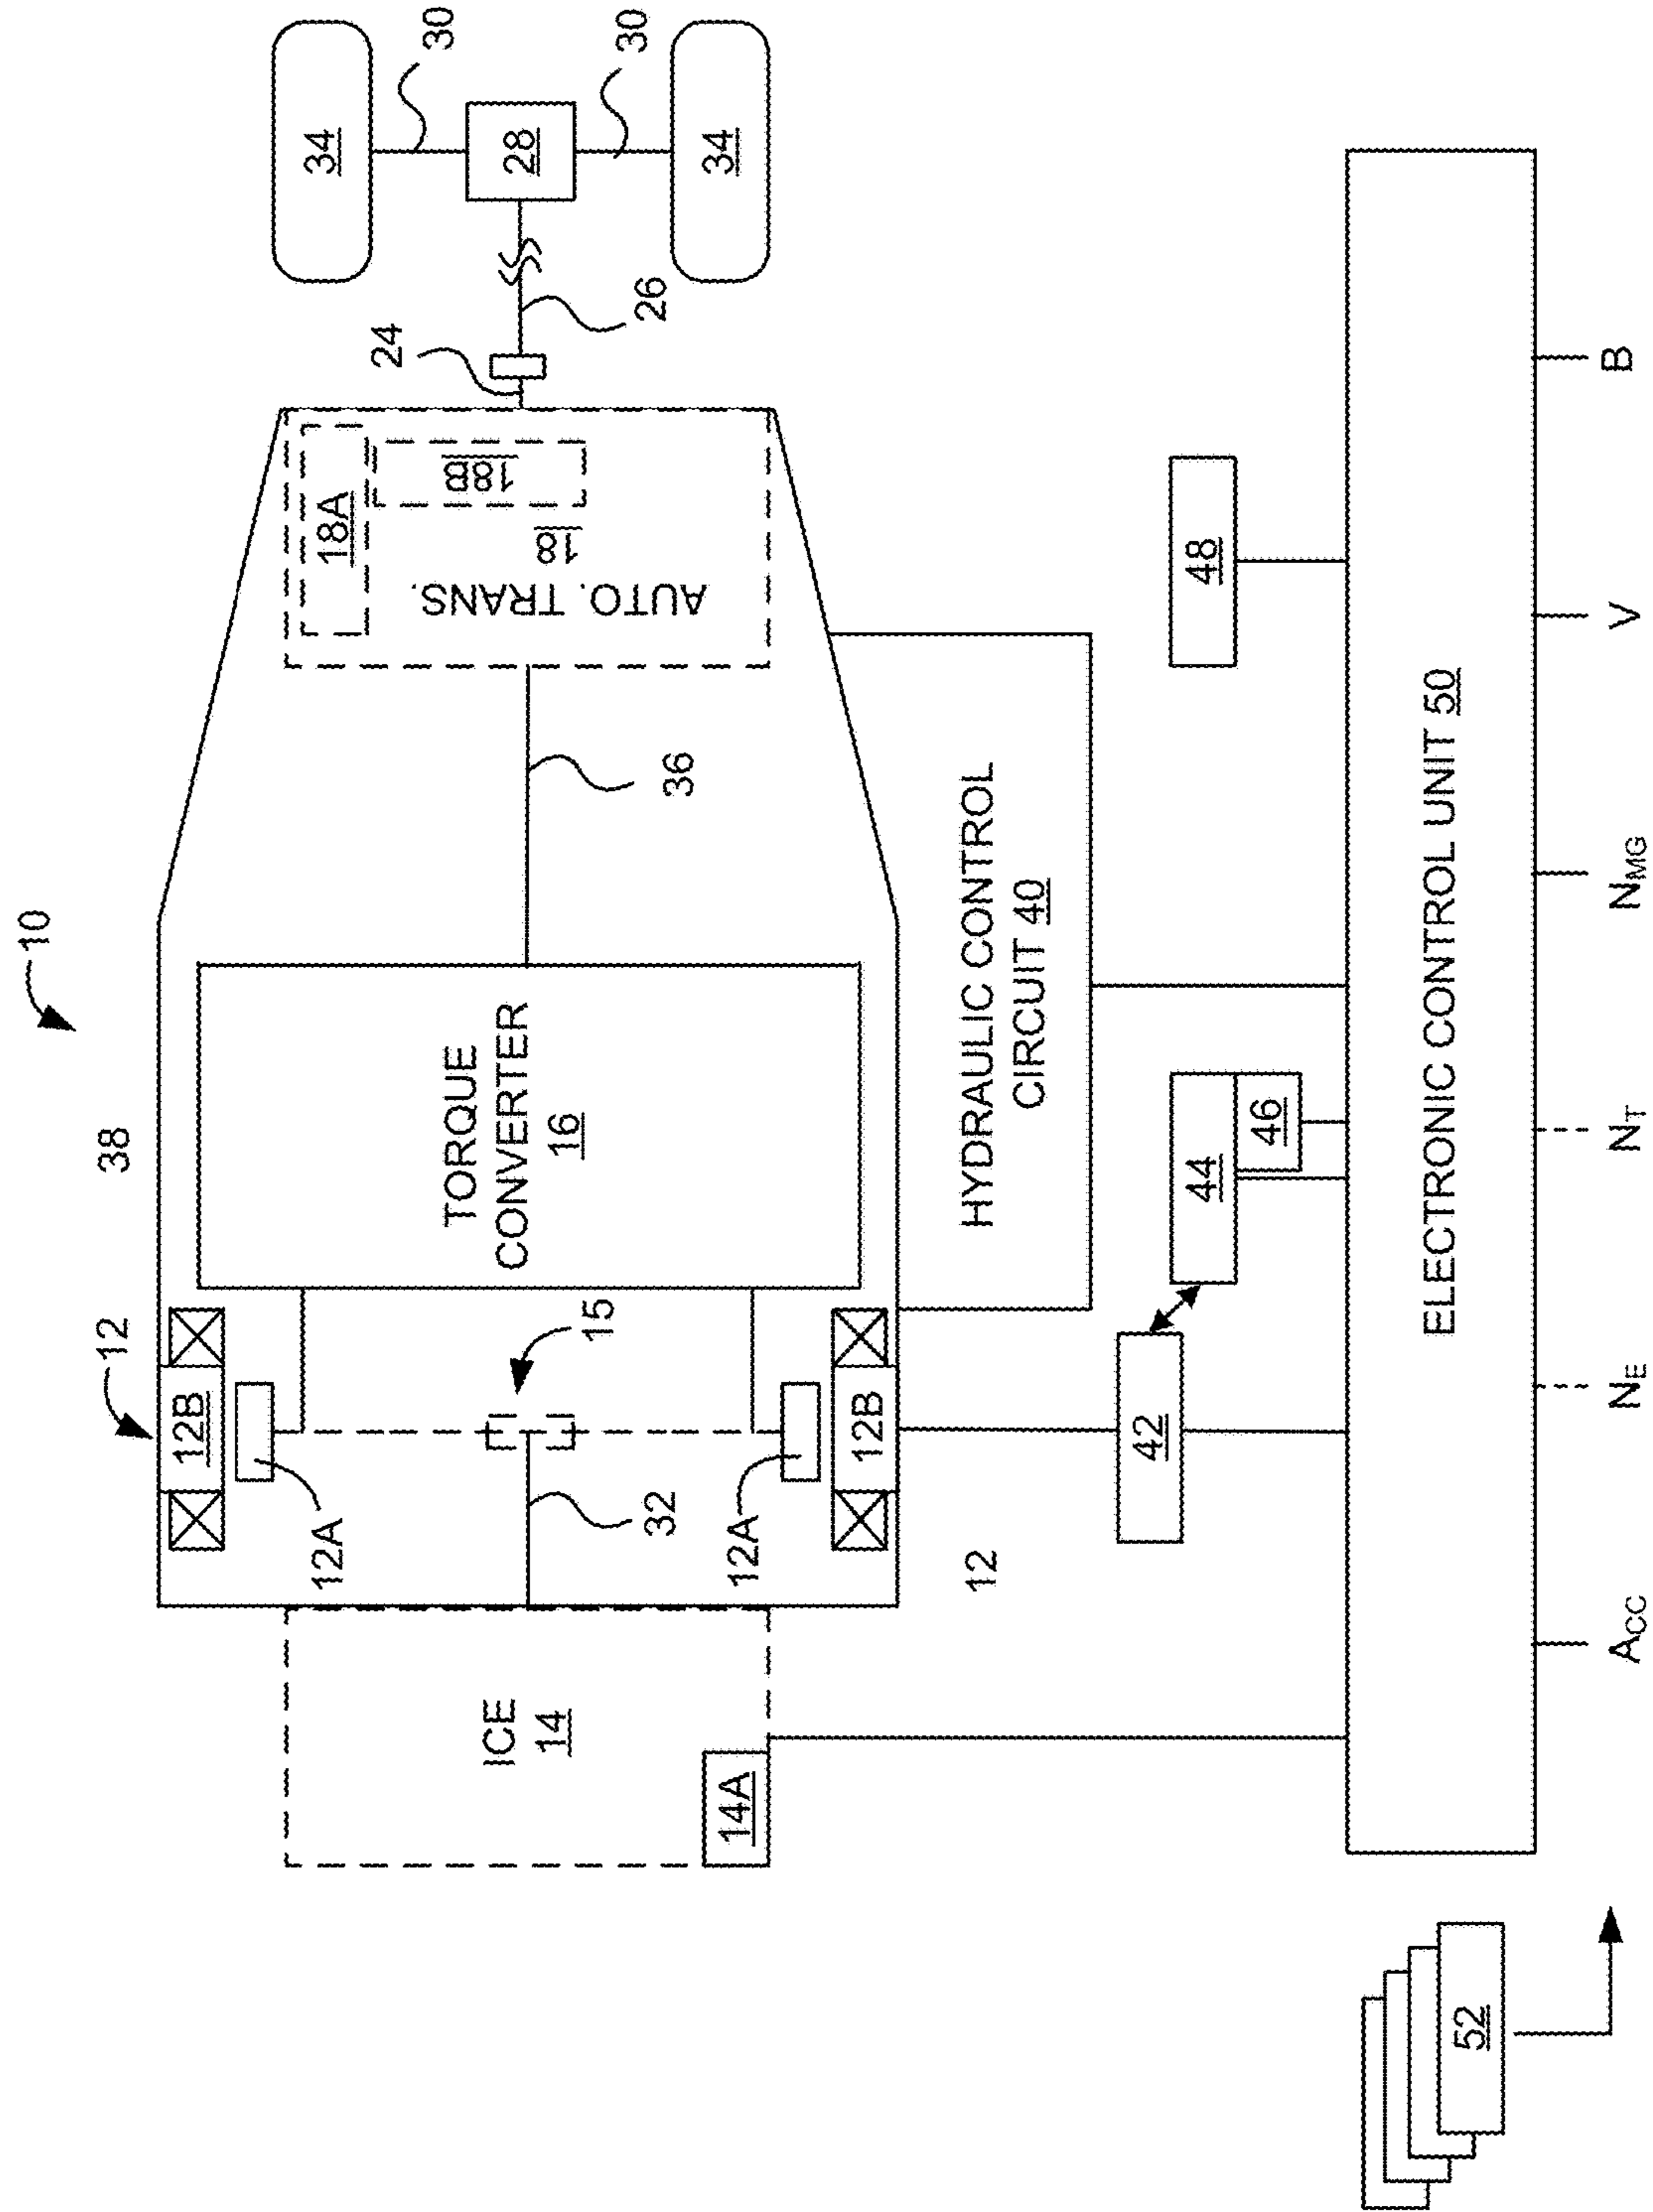 10
38
12
12B
12A
15
32
12A
12B
12
ICE
14
14A
TORQUE
CONVERTER
16
36
AUTO. TRANS.
18
18A
18B
24
26
28
30
30
34
34
HYDRAULIC CONTROL
CIRCUIT 40
42
44
46
48
ELECTRONIC CONTROL UNIT 50
52
ACC
NE
NT
NMG
V
B